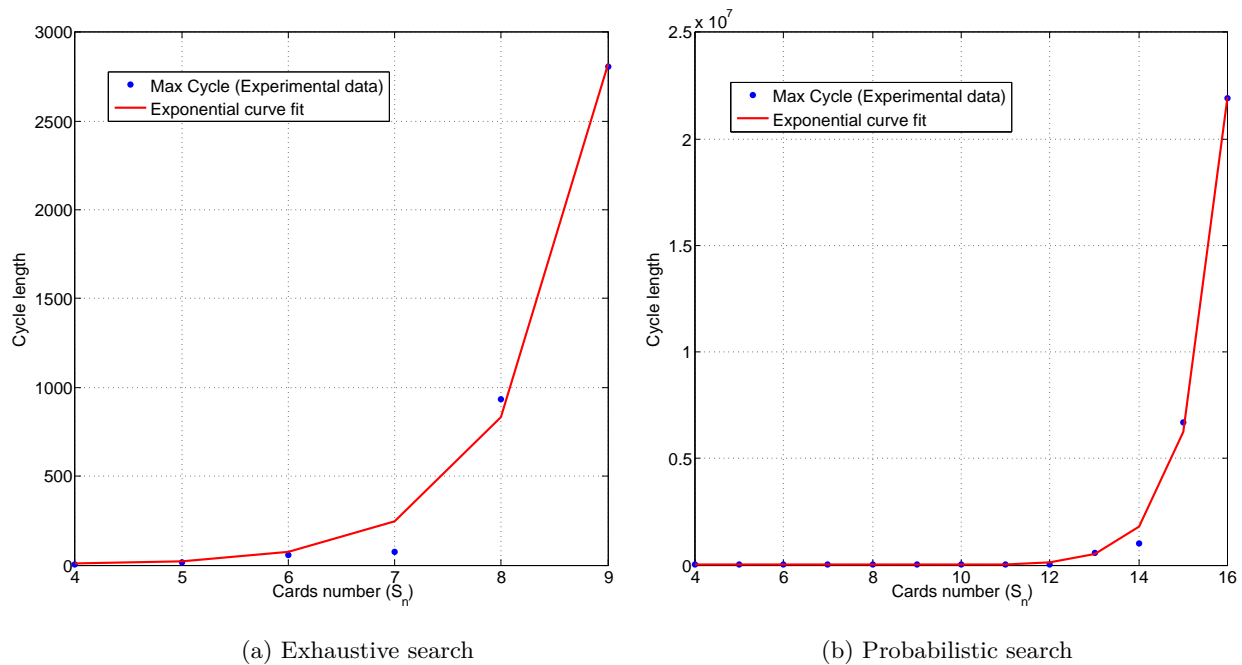 3000
2500
2000
1500
1000
500
0
Cycle length
Max Cycle (Experimental data)
Exponential curve fit
4 5 6 7 8 9
Cards number (S_n)
(a) Exhaustive search
2.5 x 10^7
2
1.5
1
0.5
0
Cycle length
Max Cycle (Experimental data)
Exponential curve fit
4 6 8 10 12 14 16
Cards number (S_n)
(b) Probabilistic search